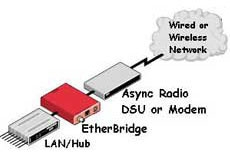 Wired or
Wireless
Network
Async Radio
DSU or Modem
EtherBridge
LAN/Hub